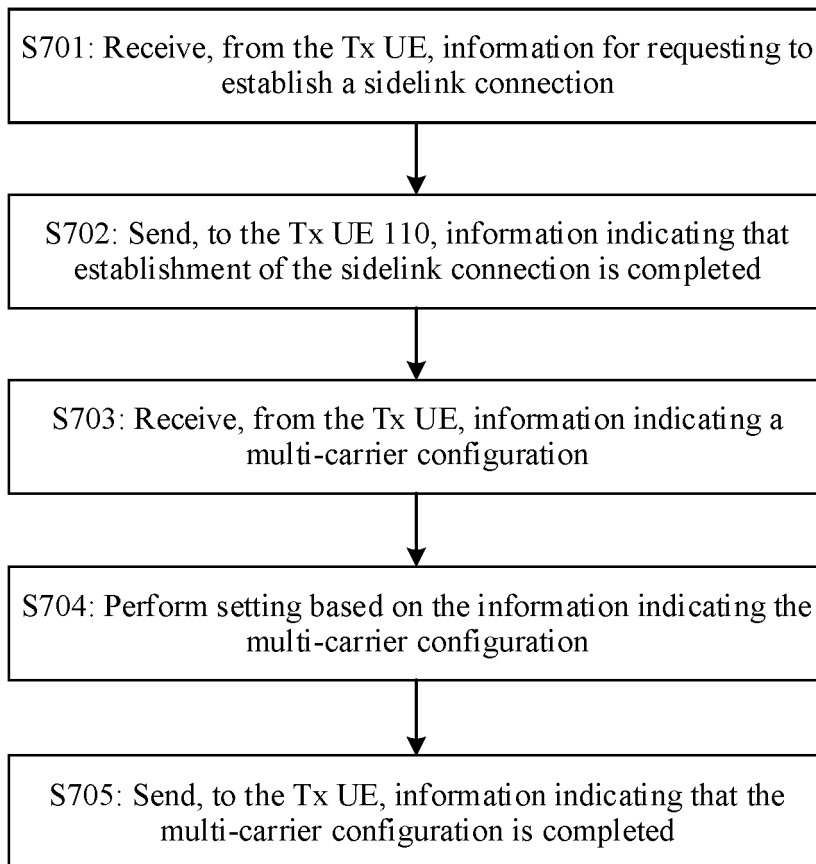 S701: Receive, from the Tx UE, information for requesting to
establish a sidelink connection
S702: Send, to the Tx UE 110, information indicating that
establishment of the sidelink connection is completed
S703: Receive, from the Tx UE, information indicating a
multi-carrier configuration
S704: Perform setting based on the information indicating the
multi-carrier configuration
S705: Send, to the Tx UE, information indicating that the
multi-carrier configuration is completed